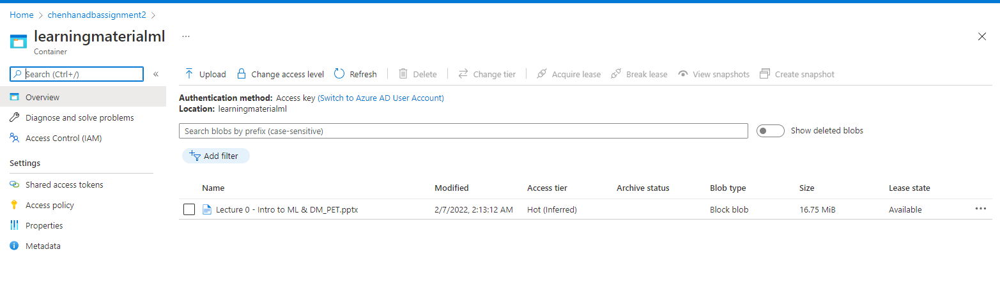 Home > chenhanadbassignment2 >
learningmaterialml ...
Container
Search (Ctrl+/) «
Overview
Diagnose and solve problems
Access Control (IAM)
Settings
Shared access tokens
Access policy
Properties
Metadata
Upload Change access level Refresh Delete Change tier Acquire lease Break lease View snapshots Create snapshot
Authentication method: Access key (Switch to Azure AD User Account)
Location: learningmaterialml
Search blobs by prefix (case-sensitive) Show deleted blobs
Add filter
Name Modified Access tier Archive status Blob type Size Lease state
Lecture 0 - Intro to ML & DM_PET.pptx 2/7/2022, 2:13:12 AM Hot (Inferred) Block blob 16.75 MiB Available ...